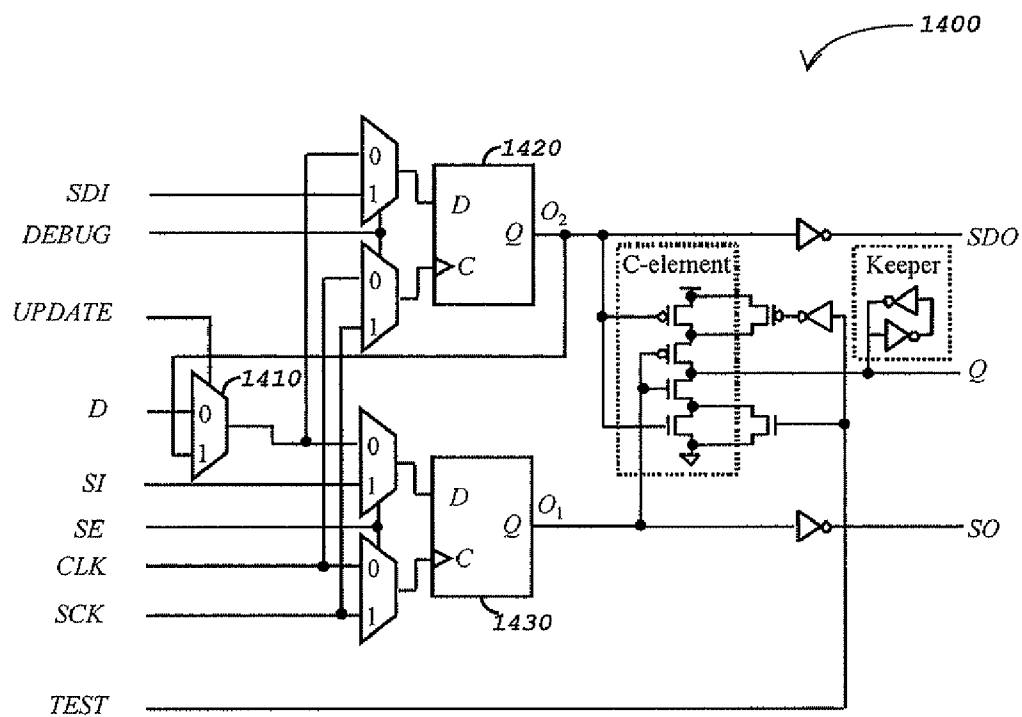 1400
1420
0
1
SDI
DEBUG
D
Q
C
O₂
SDO
0
1
C-element
Keeper
UPDATE
1410
D
0
1
Q
0
1
SI
SE
CLK
SCK
D
Q
C
O₁
SO
0
1
1430
TEST